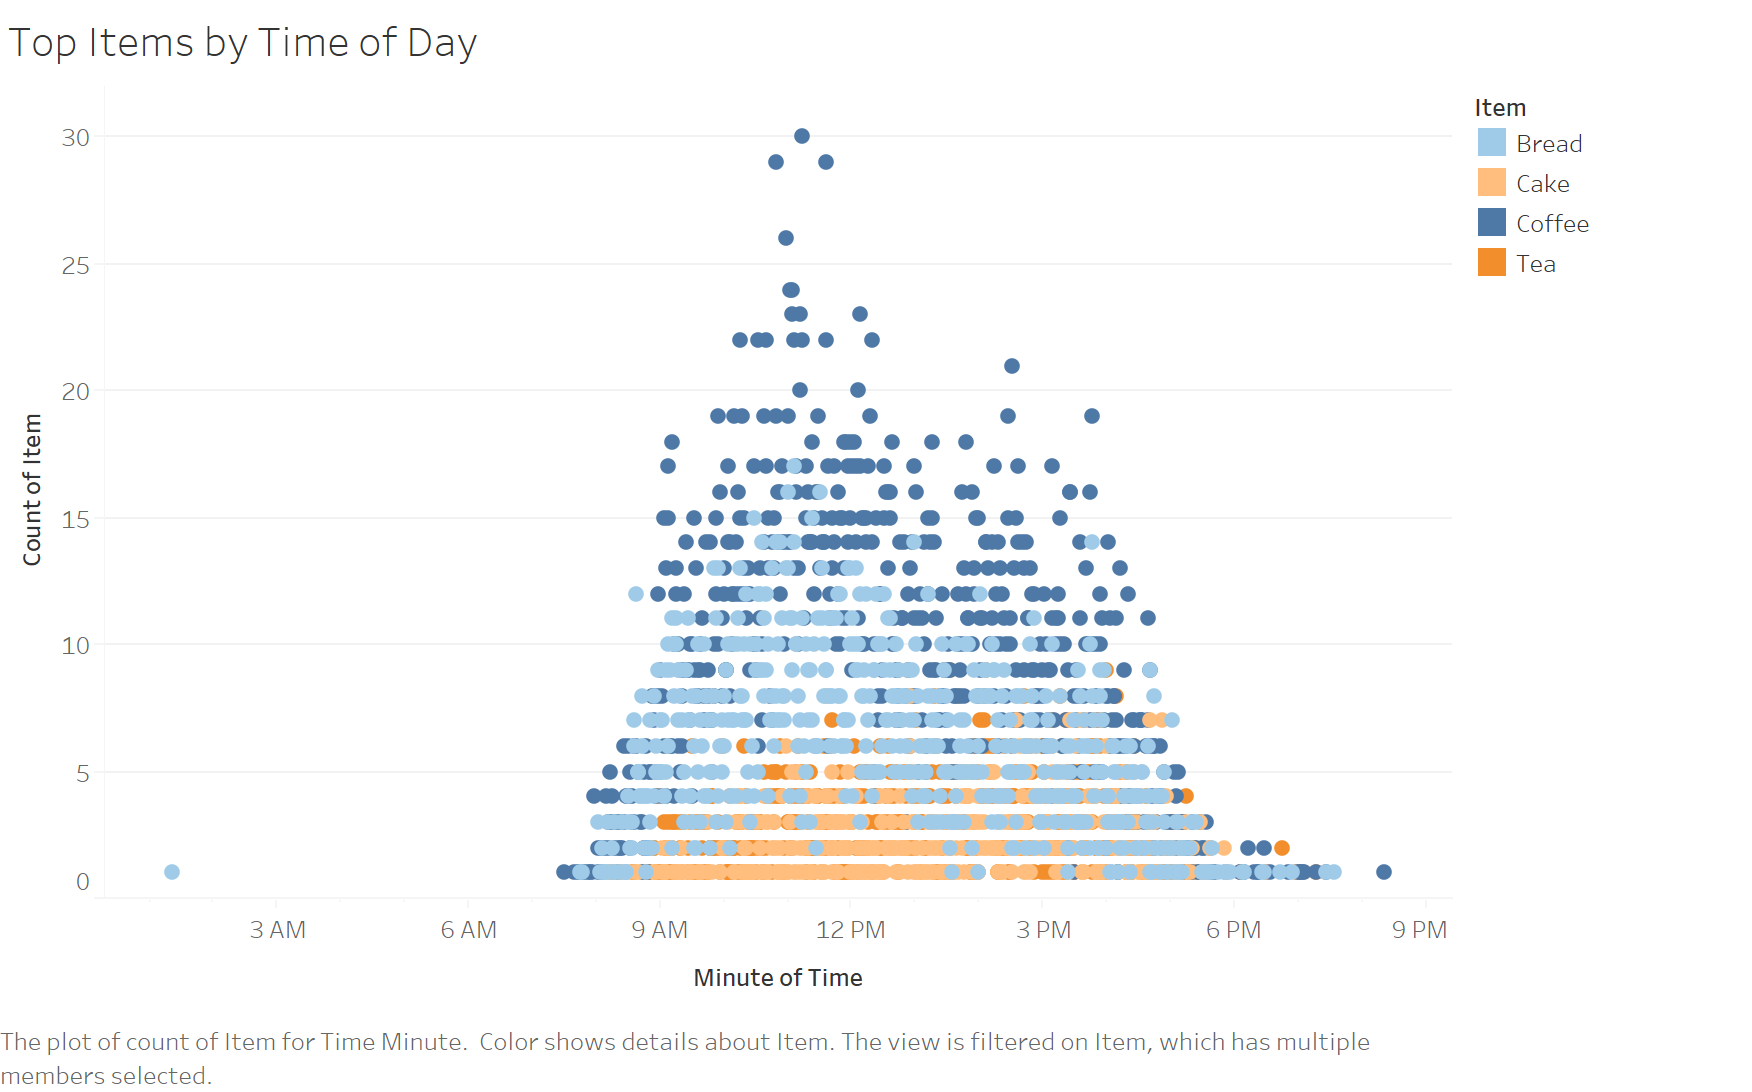 Top Items by Time of Day
Item
Bread
Cake
Coffee
Tea
Count of Item
30
25
20
15
10
5
0
3 AM
6 AM
9 AM
12 PM
3 PM
6 PM
9 PM
Minute of Time
The plot of count of Item for Time Minute.  Color shows details about Item. The view is filtered on Item, which has multiple
members selected.